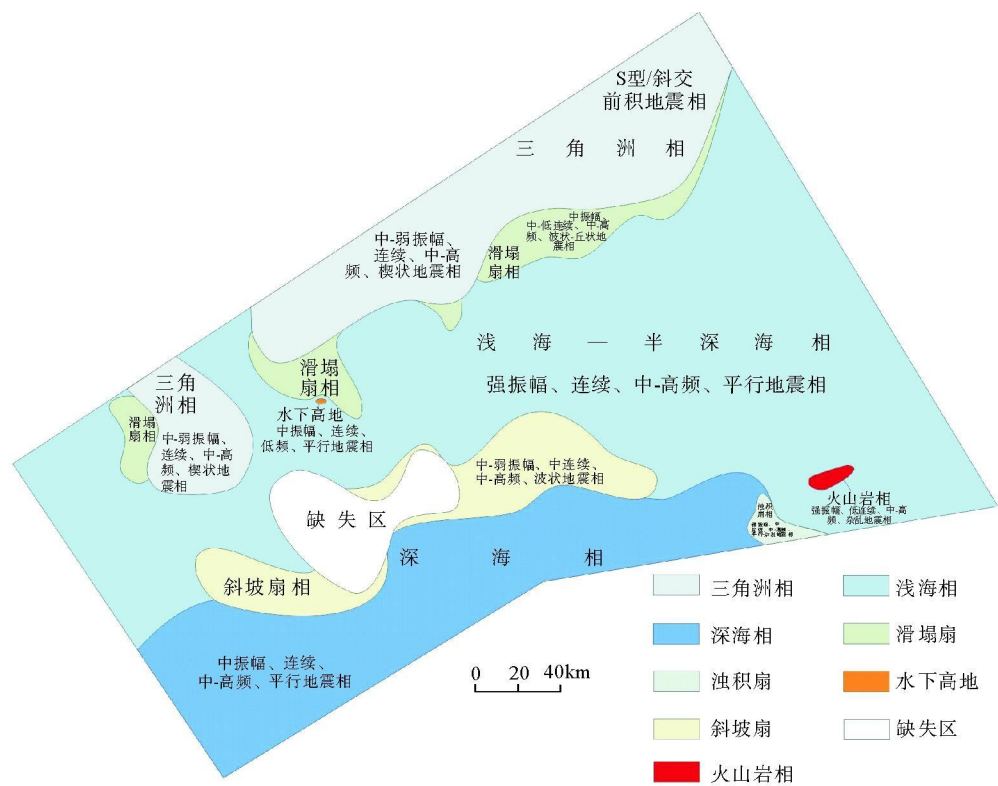 S型/斜交
前积地震相
三角洲相
中振幅、
中-低连续、中-高
频、波状-丘状地
震相
滑塌
扇相
中-弱振幅、
连续、中-高
频、楔状地震相
浅海—半深海相
强振幅、连续、中-高频、平行地震相
滑塌
扇相
水下高地
中振幅、连续、
低频、平行地震相
三角
洲相
滑塌
扇相
中-弱振幅、
连续、中-高
频、楔状地
震相
中-弱振幅、中连续、
中-高频、波状地震相
缺失区
火山岩相
强振幅、低连续、中-高
频、杂乱地震相
浊积
扇相
深海相
斜坡扇相
中振幅、连续、
中-高频、平行地震相
0 20 40km
三角洲相
浅海相
深海相
滑塌扇
浊积扇
水下高地
斜坡扇
缺失区
火山岩相